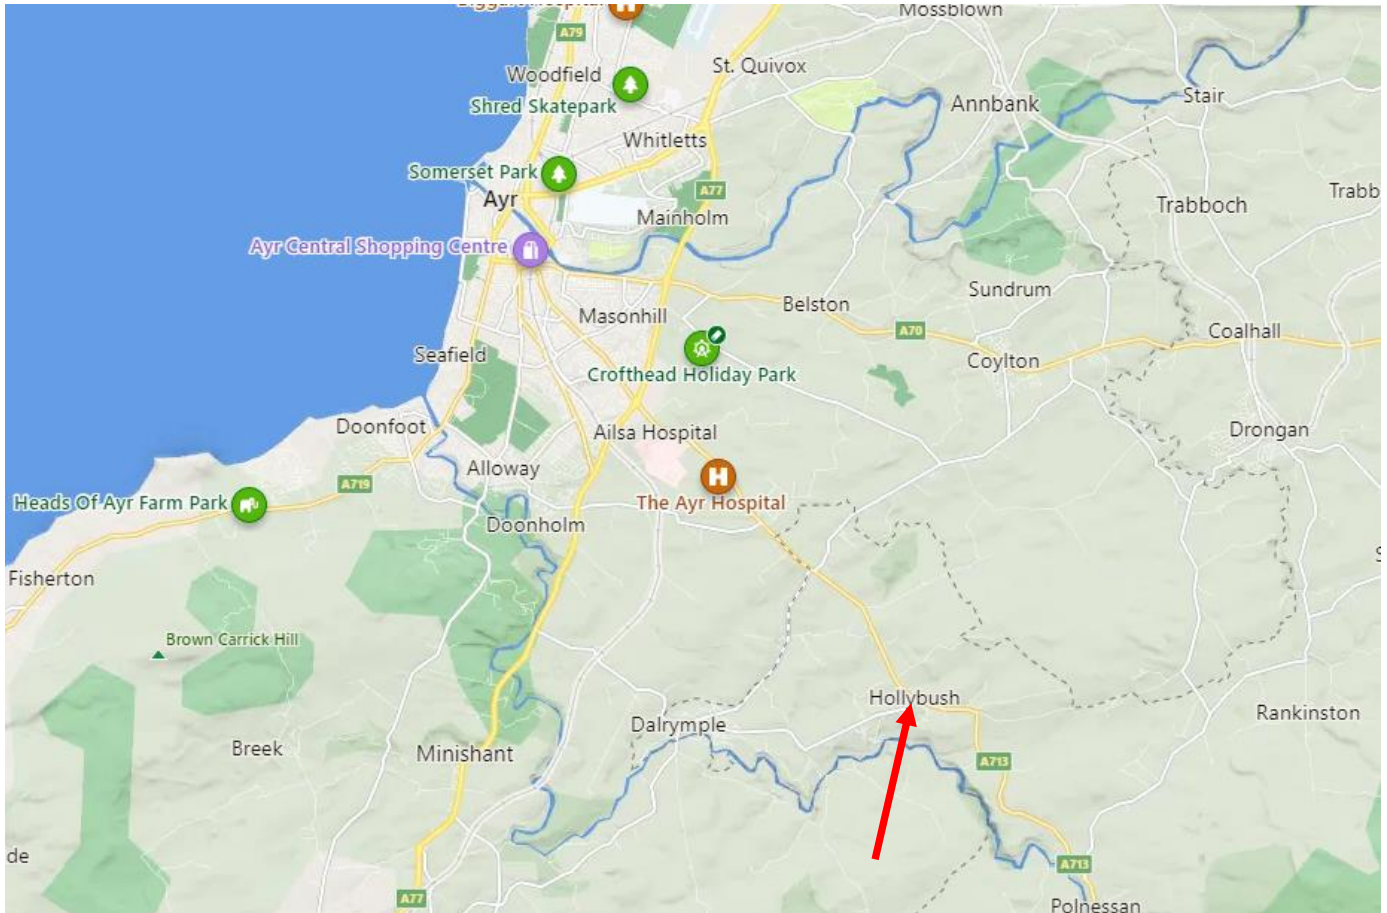 Biggart Hospital
Mossblown
A79
Woodfield
St. Quivox
Shred Skatepark
Annbank
Stair
Whitletts
Somerset Park
A77
Ayr
Trabboch
Trabb
Mainholm
Ayr Central Shopping Centre
Sundrum
Belston
Masonhill
A70
Coalhall
Seafield
Coylton
Crofthead Holiday Park
Doonfoot
Ailsa Hospital
Drongan
Alloway
H
A719
Heads Of Ayr Farm Park
The Ayr Hospital
Doonholm
Fisherton
Brown Carrick Hill
Hollybush
Rankinston
Dalrymple
Breek
Minishant
A713
de
A713
A77
Polnessan